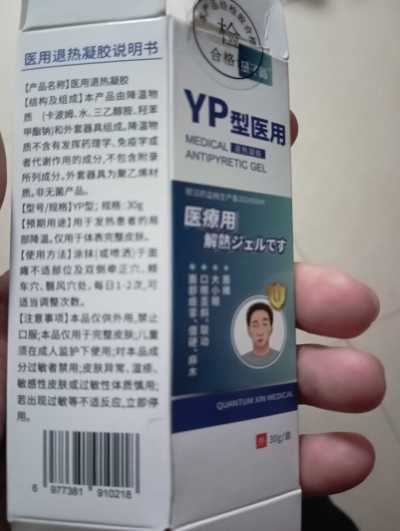 医用退热凝胶说明书
【产品名称】医用退热凝胶
【结构及组成】本产品由降温物
质 (卡波姆、水、三乙醇胺、羟苯
甲酯钠)和外套器具组成。降温物
质不含有发挥药理学、免疫学或
者代谢作用的成分,不包含附录
所列成分。外套器具为聚乙烯材
质。非无菌产品。
【型号/规格】YP型; 规格: 30g
【预期用途】用于发热患者的局
部降温。仅用于体表完整皮肤。
【使用方法】涂抹(或喷洒)于面
瘫不适部位及双侧牵正穴、颊
车穴、翳风穴处, 每日1-2次, 可
适当调整次数。
【注意事项】本品仅供外用, 禁止
口服;本品仅用于完整皮肤;儿童
须在成人监护下使用; 对本品成
分过敏者禁用; 皮肤异常、湿疹、
敏感性皮肤或过敏性体质慎用;
若出现过敏等不适反应, 立即停
用。
6 977381 910218
检
合格
YP型医用
MEDICAL
退热凝胶
ANTIPYRETIC GEL
医療用
解熱ジェルです
QUANTUM XIN MEDICAL
30g/盒